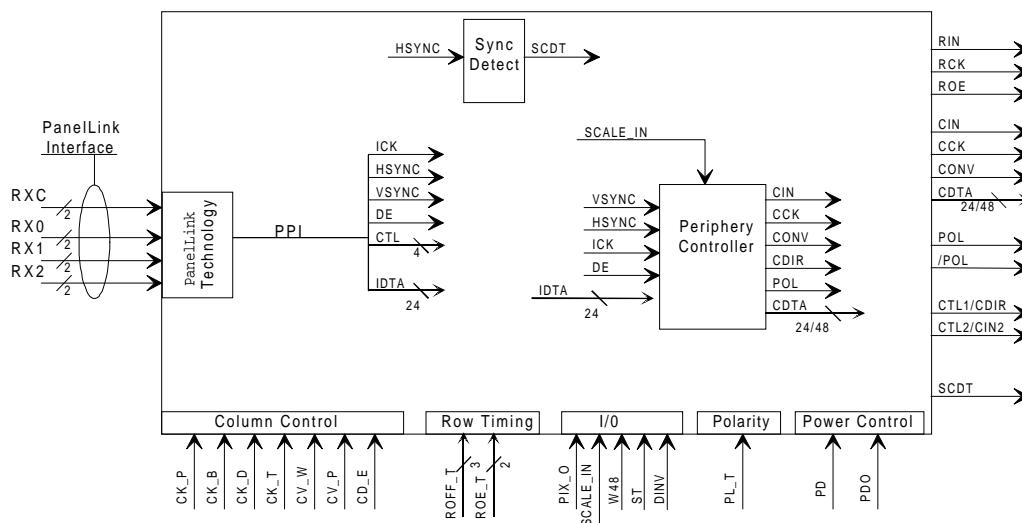 HSYNC
Sync
Detect
SCDT
PanelLink
Interface
RXC
2
RX0
2
RX1
2
RX2
2
PanelLink
Technology
PPI
ICK
HSYNC
VSYNC
DE
CTL
4
IDTA
24
SCALE_IN
VSYNC
HSYNC
ICK
DE
IDTA
24
Periphery
Controller
CIN
CCK
CONV
CDIR
POL
CDTA
24/48
RIN
RCK
ROE
CIN
CCK
CONV
CDTA
24/48
POL
/POL
CTL1/CDIR
CTL2/CIN2
SCDT
Column Control
Row Timing
I/0
Polarity
Power Control
CK_P
CK_B
CK_D
CK_T
CV_W
CV_P
CD_E
ROFF_T
3
ROE_T
2
PIX_O
SCALE_IN
W48
ST
DINV
PL_T
PD
PDO